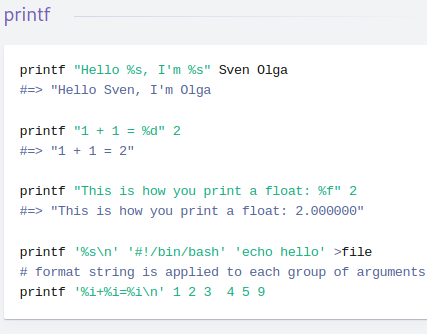 printf
printf "Hello %s, I'm %s" Sven Olga
#=> "Hello Sven, I'm Olga
printf "1 + 1 = %d" 2
#=> "1 + 1 = 2"
printf "This is how you print a float: %f" 2
#=> "This is how you print a float: 2.000000"
printf '%s\n' '#!/bin/bash' 'echo hello' >file
# format string is applied to each group of arguments
printf '%i+%i=%i\n' 1 2 3  4 5 9